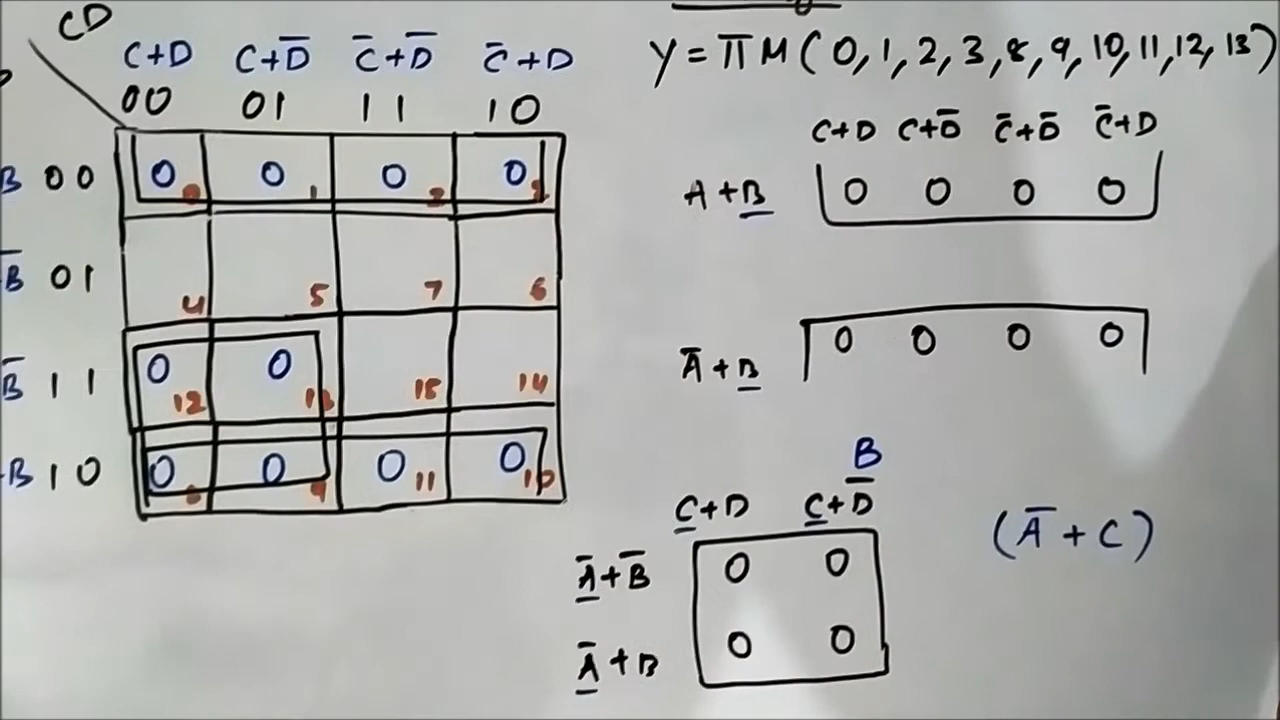 CD
C+D C+D̅ C̅+D̅ C̅+D
00 01 11 10
B 00 0 0 0 1 0 2 0
B̅ 01 4 5 7 6
B̅ 11 0 12 0 13 15 14
B 10 0 0 9 0 11 0 10
Y = πM(0,1,2,3,8,9,10,11,12,13)
C+D C+D̅ C̅+D̅ C̅+D
A+B 0 0 0 0
A̅+B 0 0 0 0
B
C+D C+D̅
A̅+B̅ 0 0
A̅+B 0 0
(A̅+C)